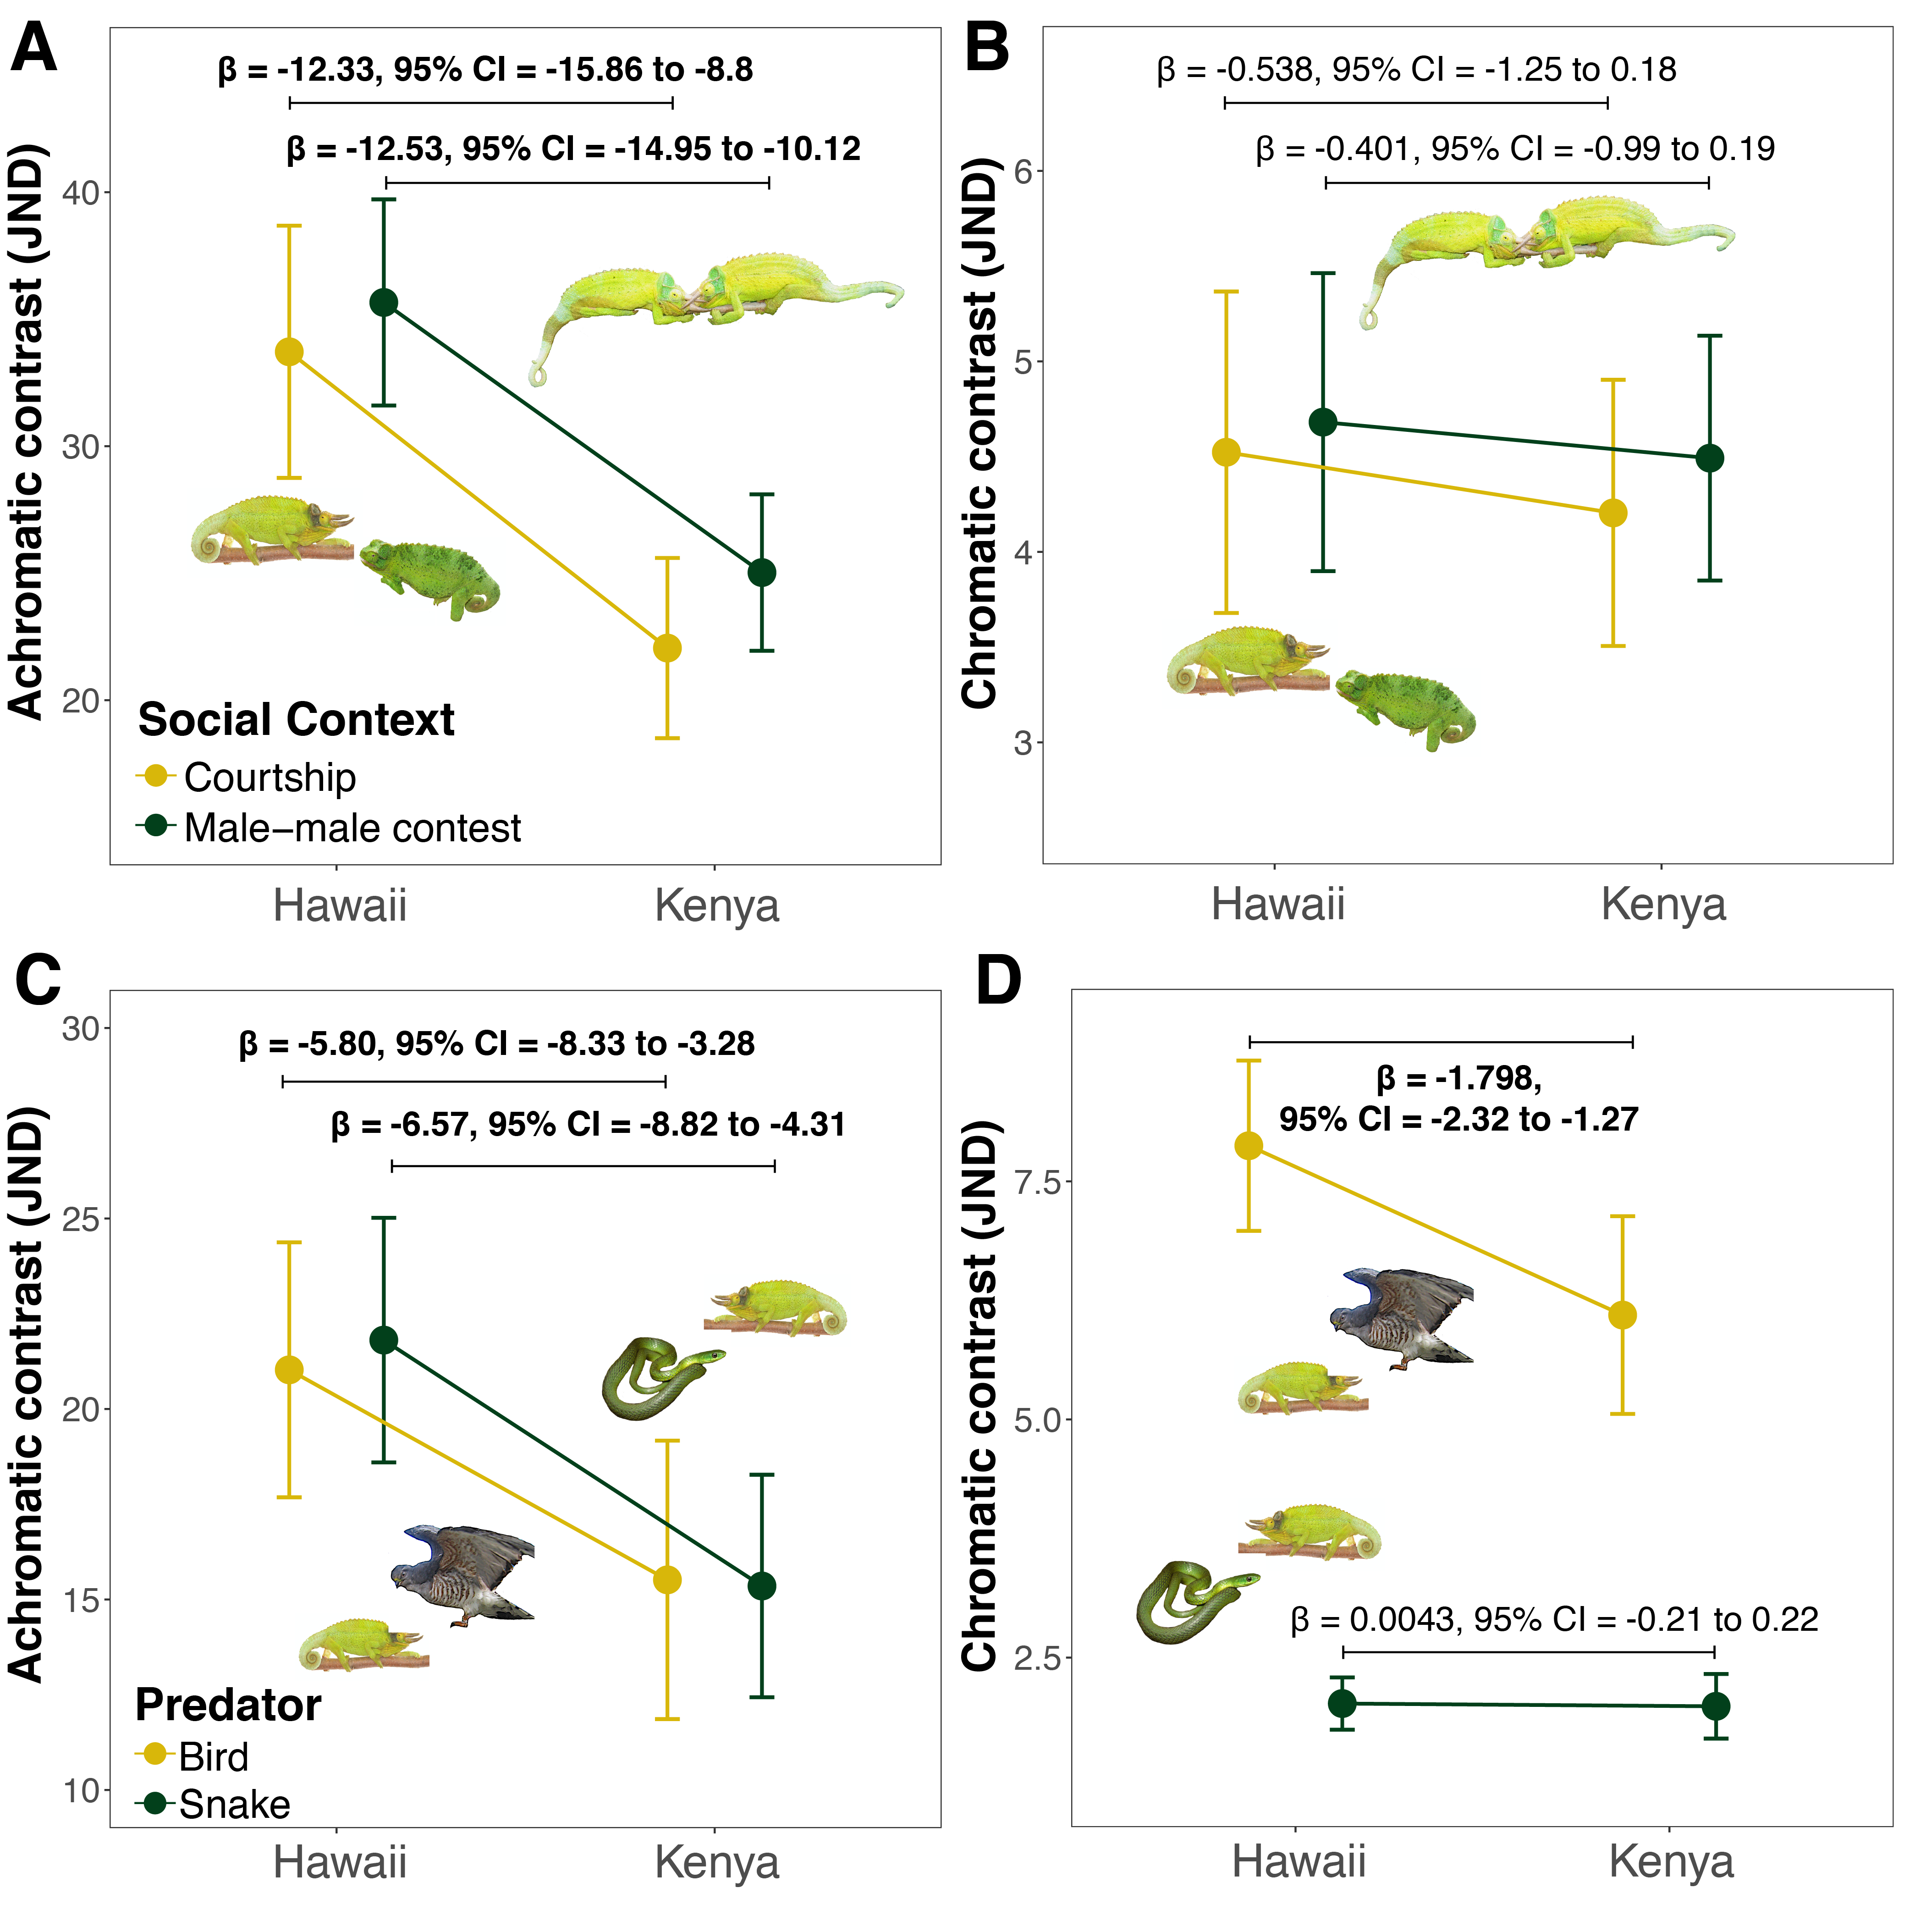 A
β = -12.33, 95% CI = -15.86 to -8.8
β = -12.53, 95% CI = -14.95 to -10.12
Achromatic contrast (JND)
40
30
20
Social Context
Courtship
Male–male contest
Hawaii
Kenya
B
β = -0.538, 95% CI = -1.25 to 0.18
β = -0.401, 95% CI = -0.99 to 0.19
Chromatic contrast (JND)
6
5
4
3
Hawaii
Kenya
C
β = -5.80, 95% CI = -8.33 to -3.28
β = -6.57, 95% CI = -8.82 to -4.31
Achromatic contrast (JND)
30
25
20
15
10
Predator
Bird
Snake
Hawaii
Kenya
D
β = -1.798,
95% CI = -2.32 to -1.27
Chromatic contrast (JND)
7.5
5.0
2.5
β = 0.0043, 95% CI = -0.21 to 0.22
Hawaii
Kenya